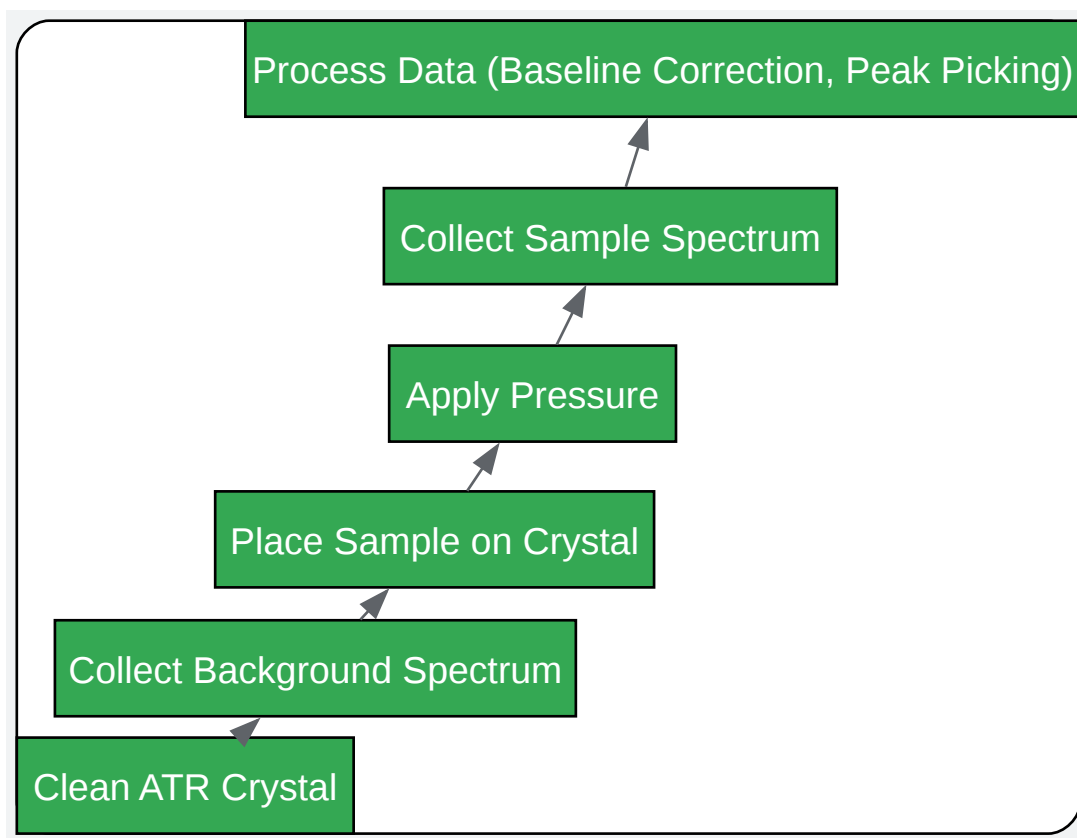 Process Data (Baseline Correction, Peak Picking)
Collect Sample Spectrum
Apply Pressure
Place Sample on Crystal
Collect Background Spectrum
Clean ATR Crystal